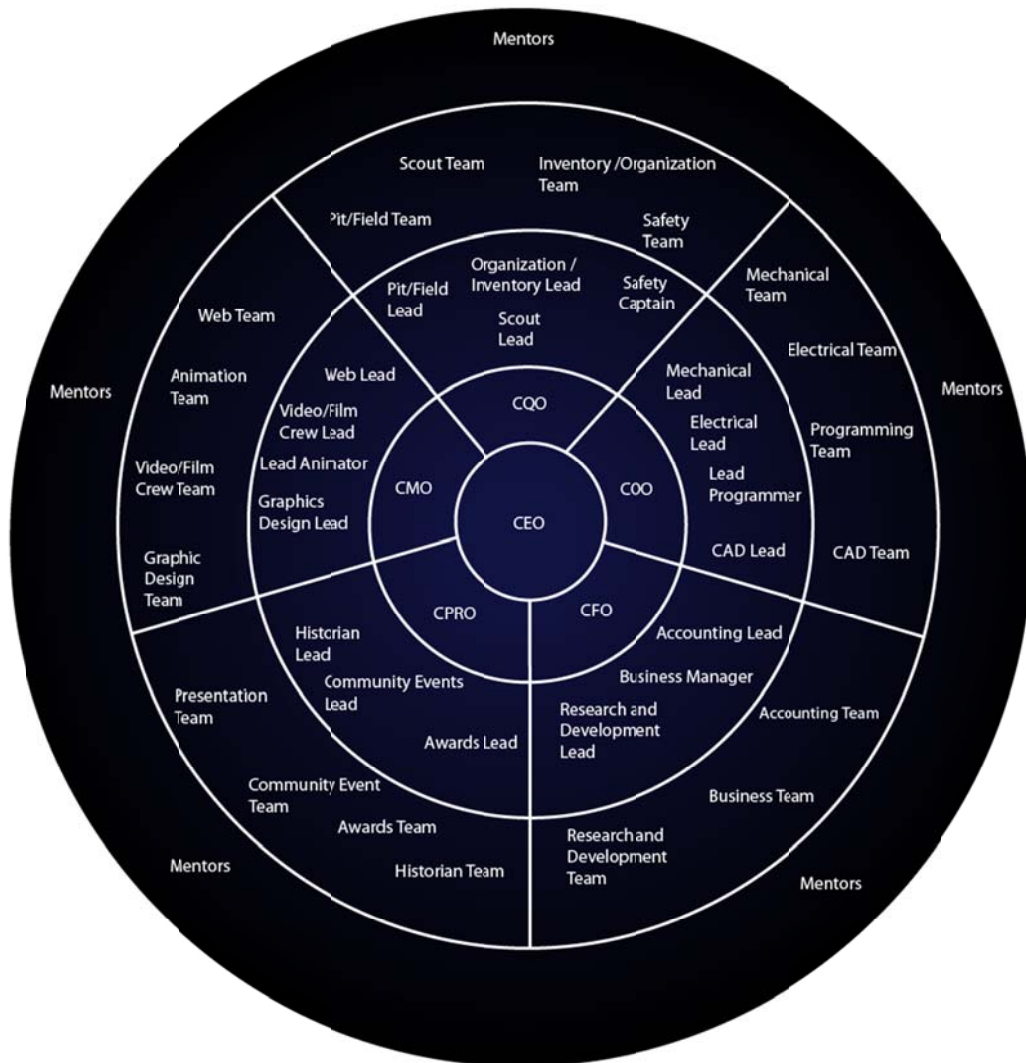 Mentors
Scout Team
Inventory /Organization
Team
Pit/Field Team
Safety
Team
Organization /
Inventory Lead
Pit/Field
Lead
Safety
Captain
Scout
Lead
Mechanical
Team
Web Team
Electrical Team
Animation
Team
Mentors
Mentors
Web Lead
Mechanical
Lead
CQO
Video/Film
Crew Lead
Electrical
Lead
Programming
Team
Video/Film
Crew Team
Lead Animator
Lead
Programmer
CMO
COO
Graphics
Design Lead
CEO
CAD Lead
CAD Team
Graphic
Design
Team
CPRO
CFO
Historian
Lead
Accounting Lead
Community Events
Lead
Business Manager
Presentation
Team
Research and
Development
Lead
Accounting Team
Awards Lead
Community Event
Team
Business Team
Awards Team
Research and
Development
Team
Historian Team
Mentors
Mentors